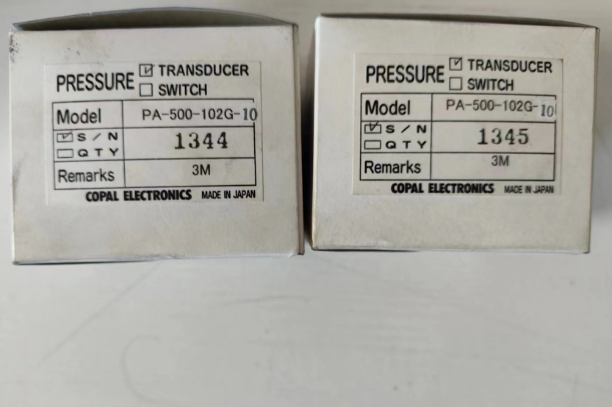 PRESSURE ☑ TRANSDUCER
☐ SWITCH
Model PA-500-102G-10
☑ S/N 1344
☐ QTY
Remarks 3M
COPAL ELECTRONICS MADE IN JAPAN
PRESSURE ☑ TRANSDUCER
☐ SWITCH
Model PA-500-102G-10
☑ S/N 1345
☐ QTY
Remarks 3M
COPAL ELECTRONICS MADE IN JAPAN